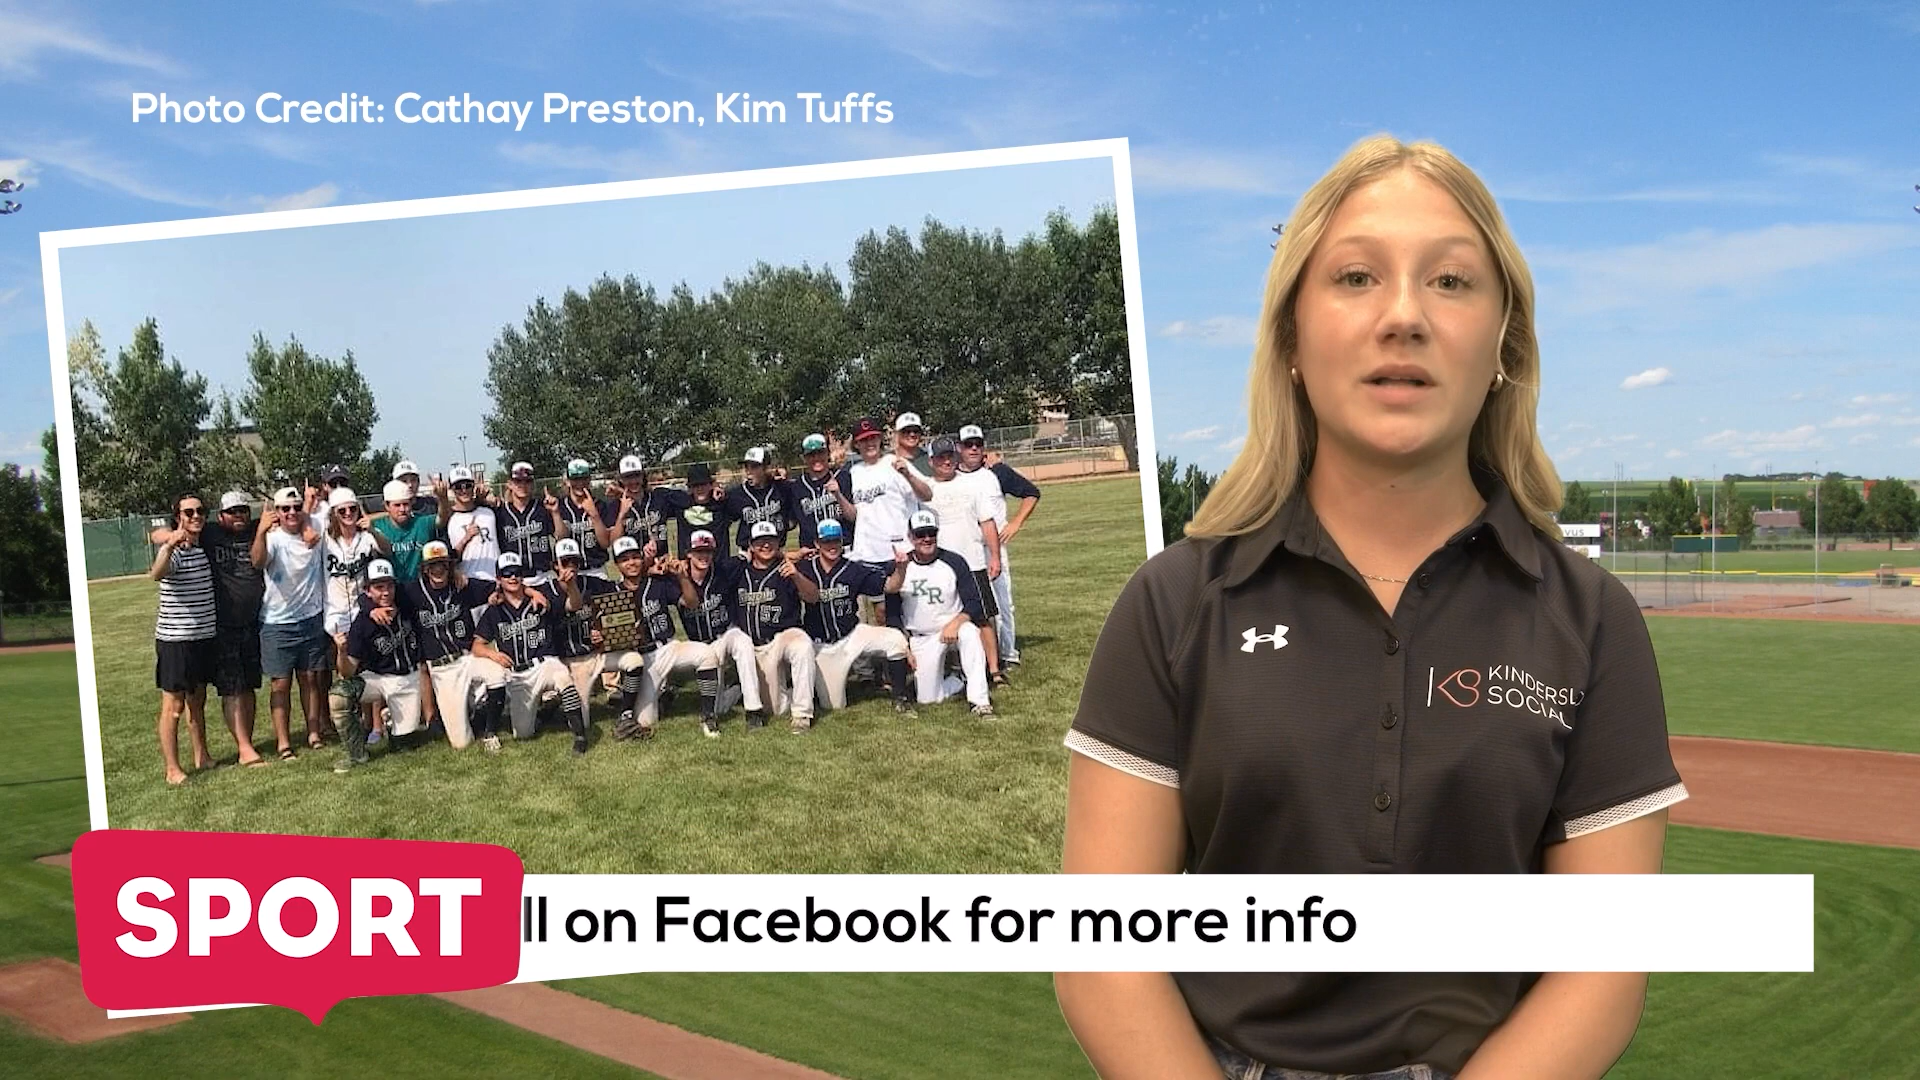 Photo Credit: Cathay Preston, Kim Tuffs
KR
KINDERSL
SOCIAL
SPORT
ll on Facebook for more info